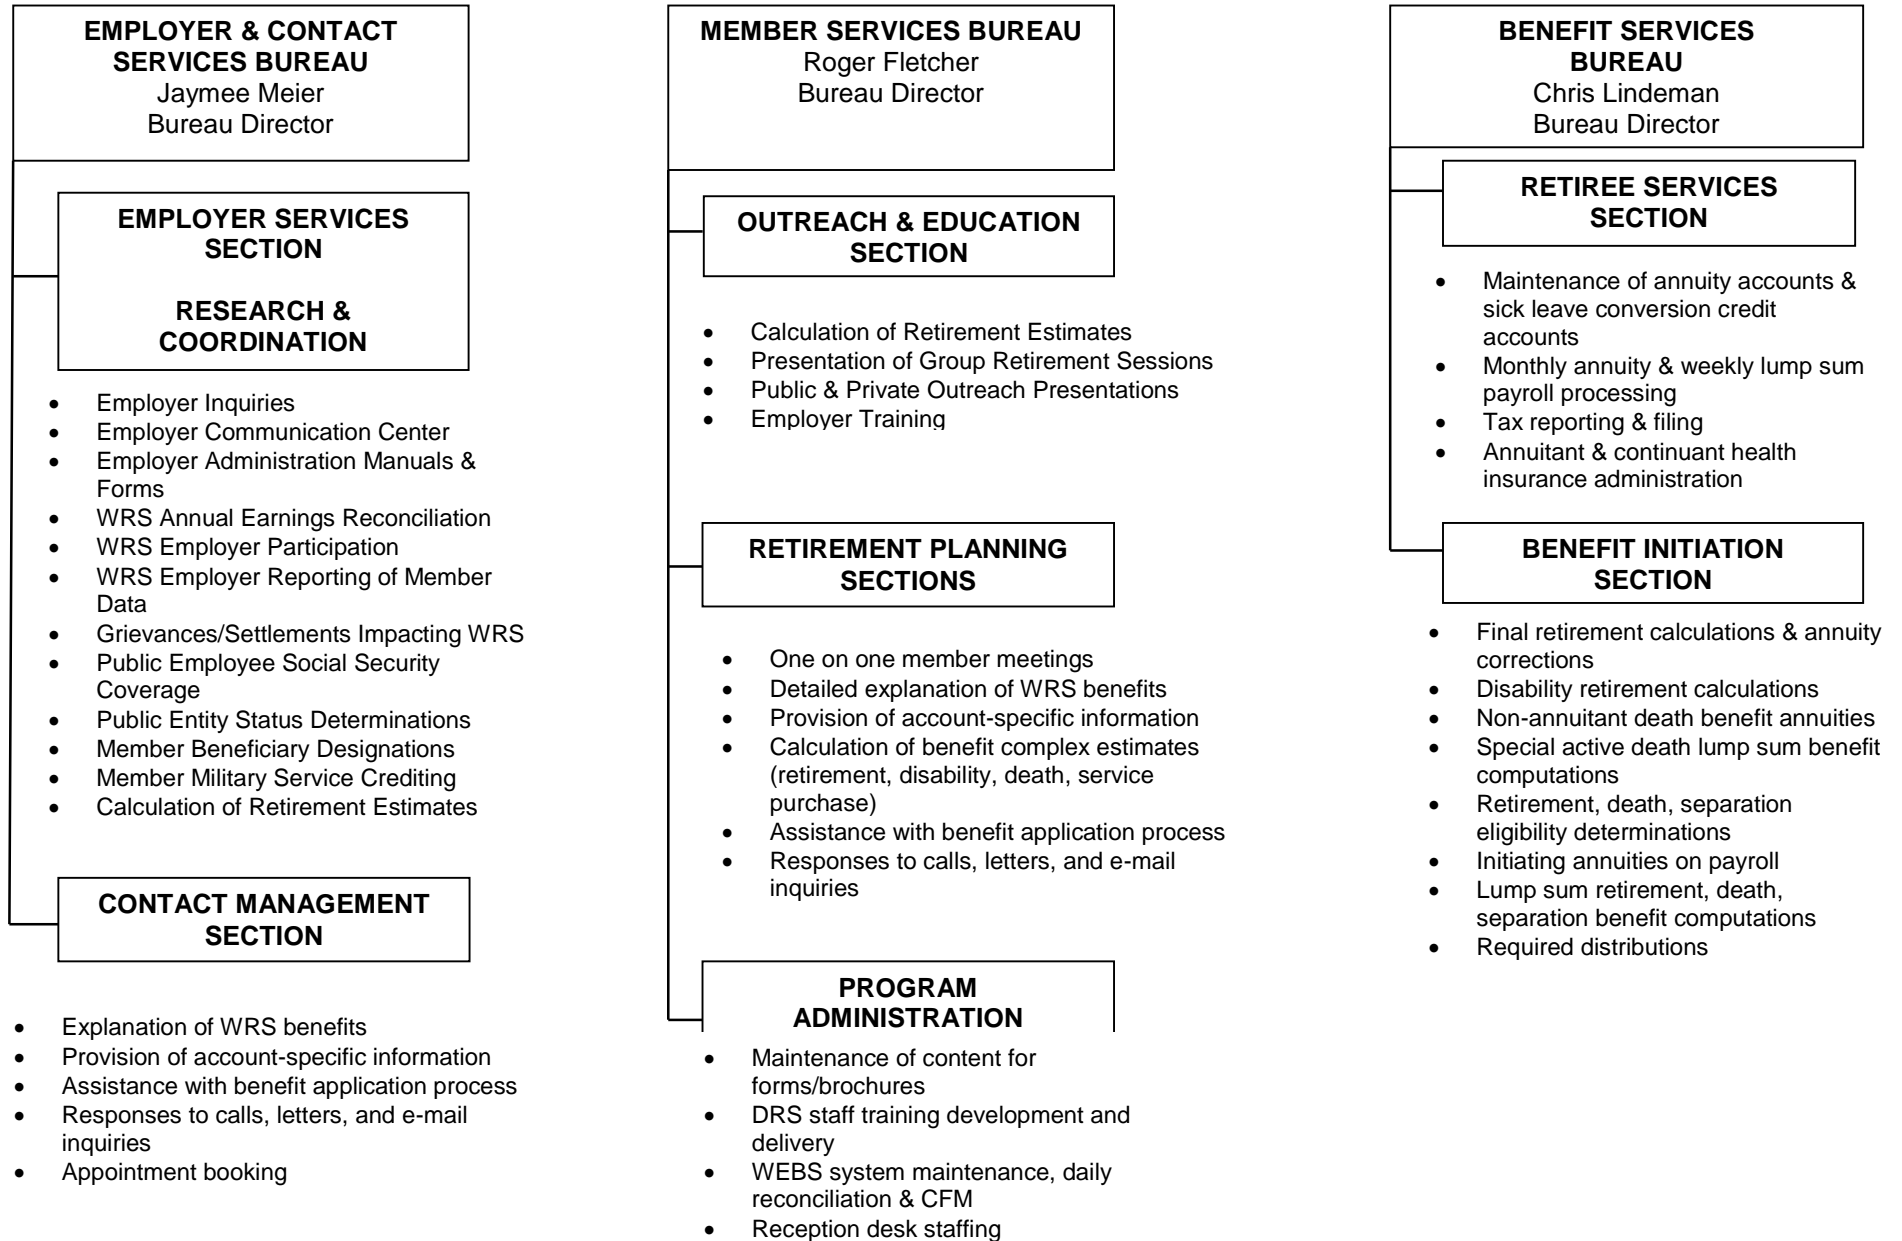 EMPLOYER & CONTACT
SERVICES BUREAU
Jaymee Meier
Bureau Director
EMPLOYER SERVICES
SECTION
RESEARCH &
COORDINATION
• Employer Inquiries
• Employer Communication Center
• Employer Administration Manuals &
Forms
• WRS Annual Earnings Reconciliation
• WRS Employer Participation
• WRS Employer Reporting of Member
Data
• Grievances/Settlements Impacting WRS
• Public Employee Social Security
Coverage
• Public Entity Status Determinations
• Member Beneficiary Designations
• Member Military Service Crediting
• Calculation of Retirement Estimates
CONTACT MANAGEMENT
SECTION
• Explanation of WRS benefits
• Provision of account-specific information
• Assistance with benefit application process
• Responses to calls, letters, and e-mail
inquiries
• Appointment booking
MEMBER SERVICES BUREAU
Roger Fletcher
Bureau Director
OUTREACH & EDUCATION
SECTION
• Calculation of Retirement Estimates
• Presentation of Group Retirement Sessions
• Public & Private Outreach Presentations
• Employer Training
RETIREMENT PLANNING
SECTIONS
• One on one member meetings
• Detailed explanation of WRS benefits
• Provision of account-specific information
• Calculation of benefit complex estimates
(retirement, disability, death, service
purchase)
• Assistance with benefit application process
• Responses to calls, letters, and e-mail
inquiries
PROGRAM
ADMINISTRATION
• Maintenance of content for
forms/brochures
• DRS staff training development and
delivery
• WEBS system maintenance, daily
reconciliation & CFM
• Reception desk staffing
BENEFIT SERVICES
BUREAU
Chris Lindeman
Bureau Director
RETIREE SERVICES
SECTION
• Maintenance of annuity accounts &
sick leave conversion credit
accounts
• Monthly annuity & weekly lump sum
payroll processing
• Tax reporting & filing
• Annuitant & continuant health
insurance administration
BENEFIT INITIATION
SECTION
• Final retirement calculations & annuity
corrections
• Disability retirement calculations
• Non-annuitant death benefit annuities
• Special active death lump sum benefit
computations
• Retirement, death, separation
eligibility determinations
• Initiating annuities on payroll
• Lump sum retirement, death,
separation benefit computations
• Required distributions